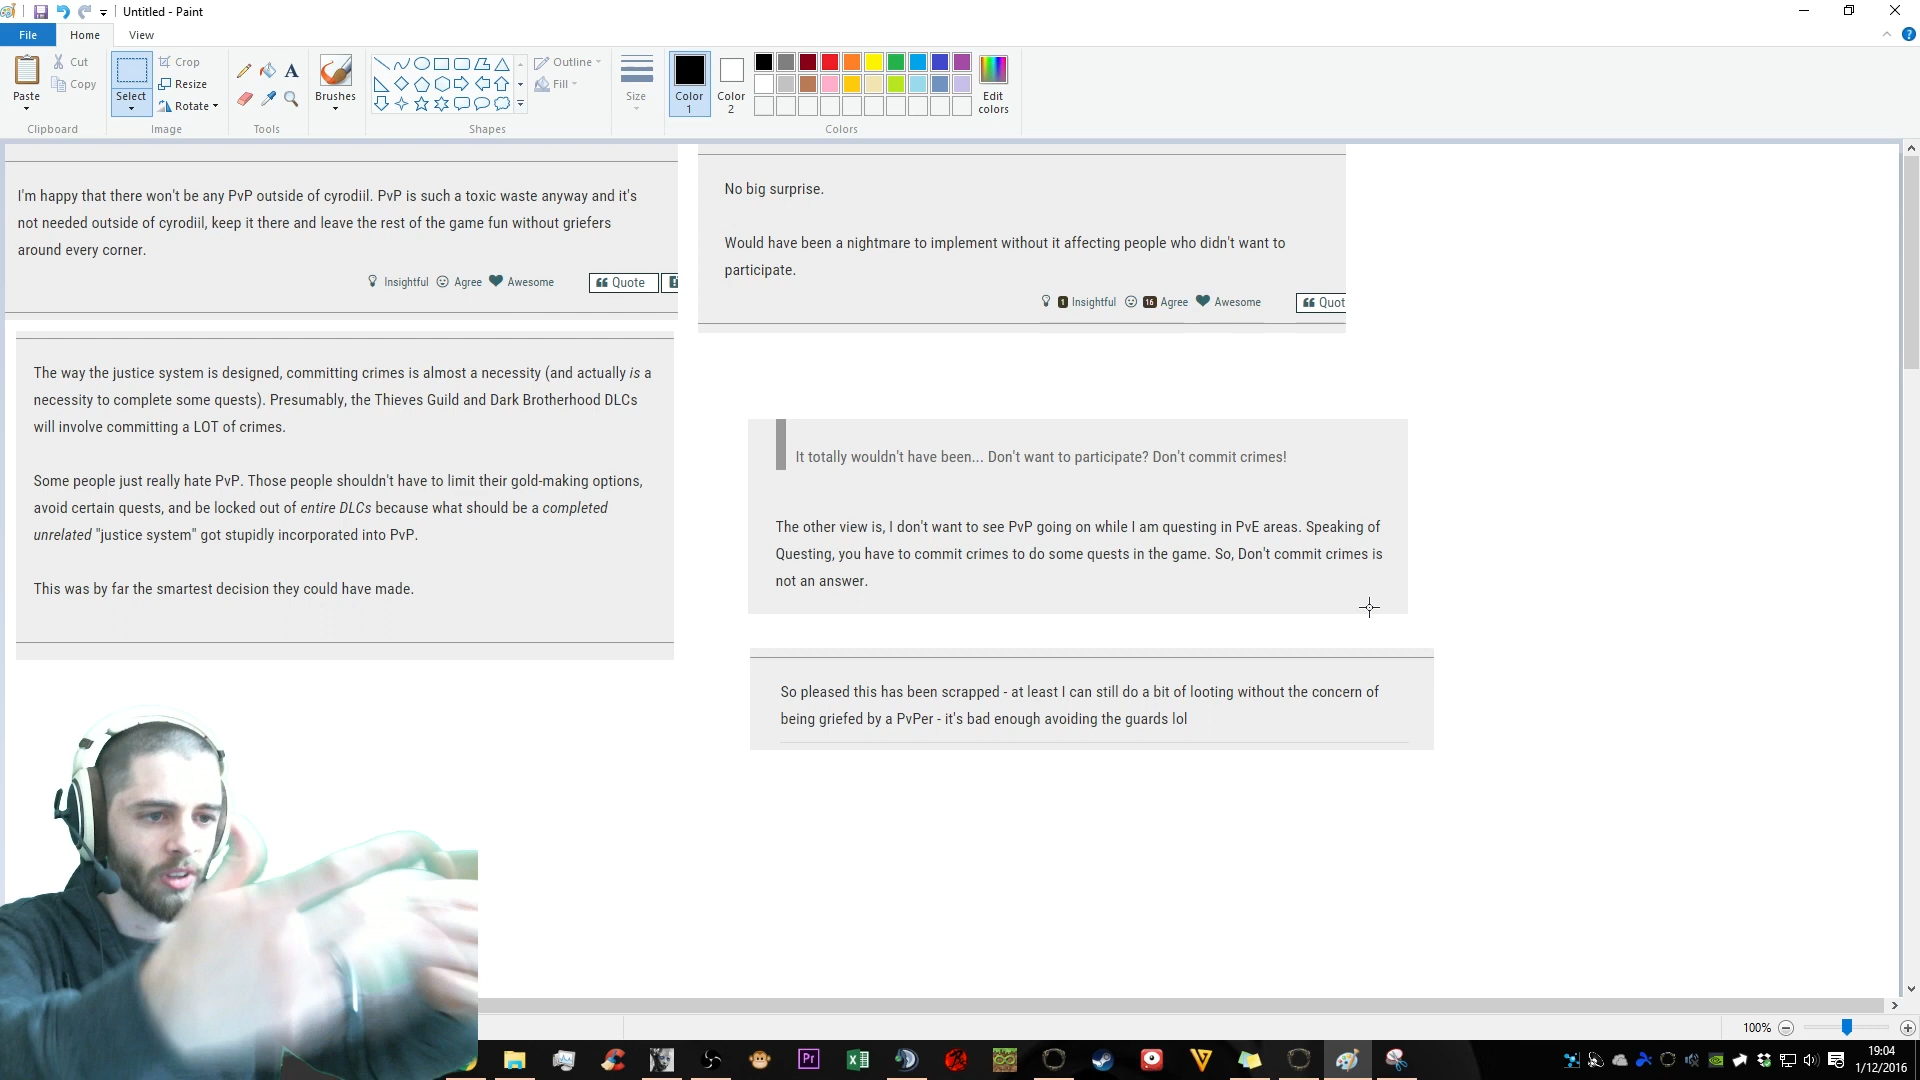 Untitled - Paint
File Home View
Paste
Cut
Copy
Clipboard
Select
Crop
Resize
Rotate
Image
Tools
Brushes
Shapes
Outline
Fill
Size
Color 1
Color 2
Edit colors
Colors
I'm happy that there won't be any PvP outside of cyrodiil. PvP is such a toxic waste anyway and it's
not needed outside of cyrodiil, keep it there and leave the rest of the game fun without griefers
around every corner.
Insightful Agree Awesome Quote
The way the justice system is designed, committing crimes is almost a necessity (and actually is a
necessity to complete some quests). Presumably, the Thieves Guild and Dark Brotherhood DLCs
will involve committing a LOT of crimes.
Some people just really hate PvP. Those people shouldn't have to limit their gold-making options,
avoid certain quests, and be locked out of entire DLCs because what should be a completed
unrelated "justice system" got stupidly incorporated into PvP.
This was by far the smartest decision they could have made.
No big surprise.
Would have been a nightmare to implement without it affecting people who didn't want to
participate.
1 Insightful 16 Agree Awesome Quot
It totally wouldn't have been... Don't want to participate? Don't commit crimes!
The other view is, I don't want to see PvP going on while I am questing in PvE areas. Speaking of
Questing, you have to commit crimes to do some quests in the game. So, Don't commit crimes is
not an answer.
So pleased this has been scrapped - at least I can still do a bit of looting without the concern of
being griefed by a PvPer - it's bad enough avoiding the guards lol
100%
Pr
19:04
1/12/2016